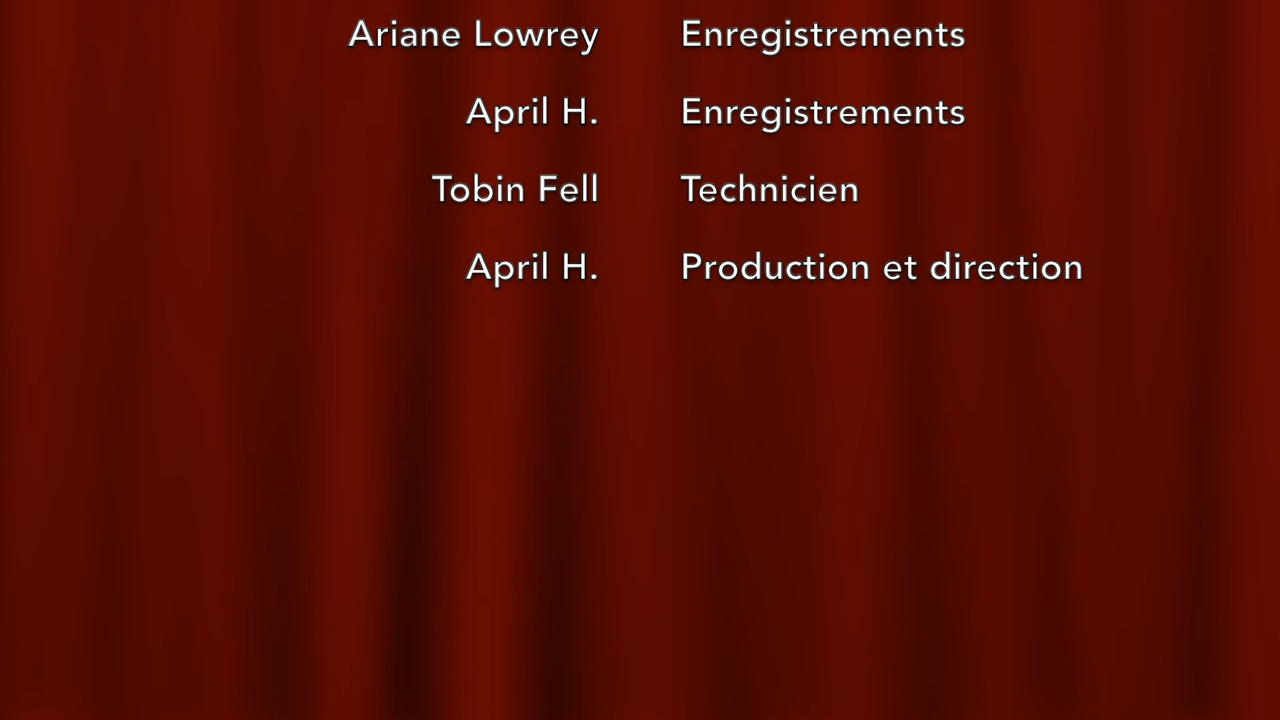 Ariane Lowrey Enregistrements
April H. Enregistrements
Tobin Fell Technicien
April H. Production et direction